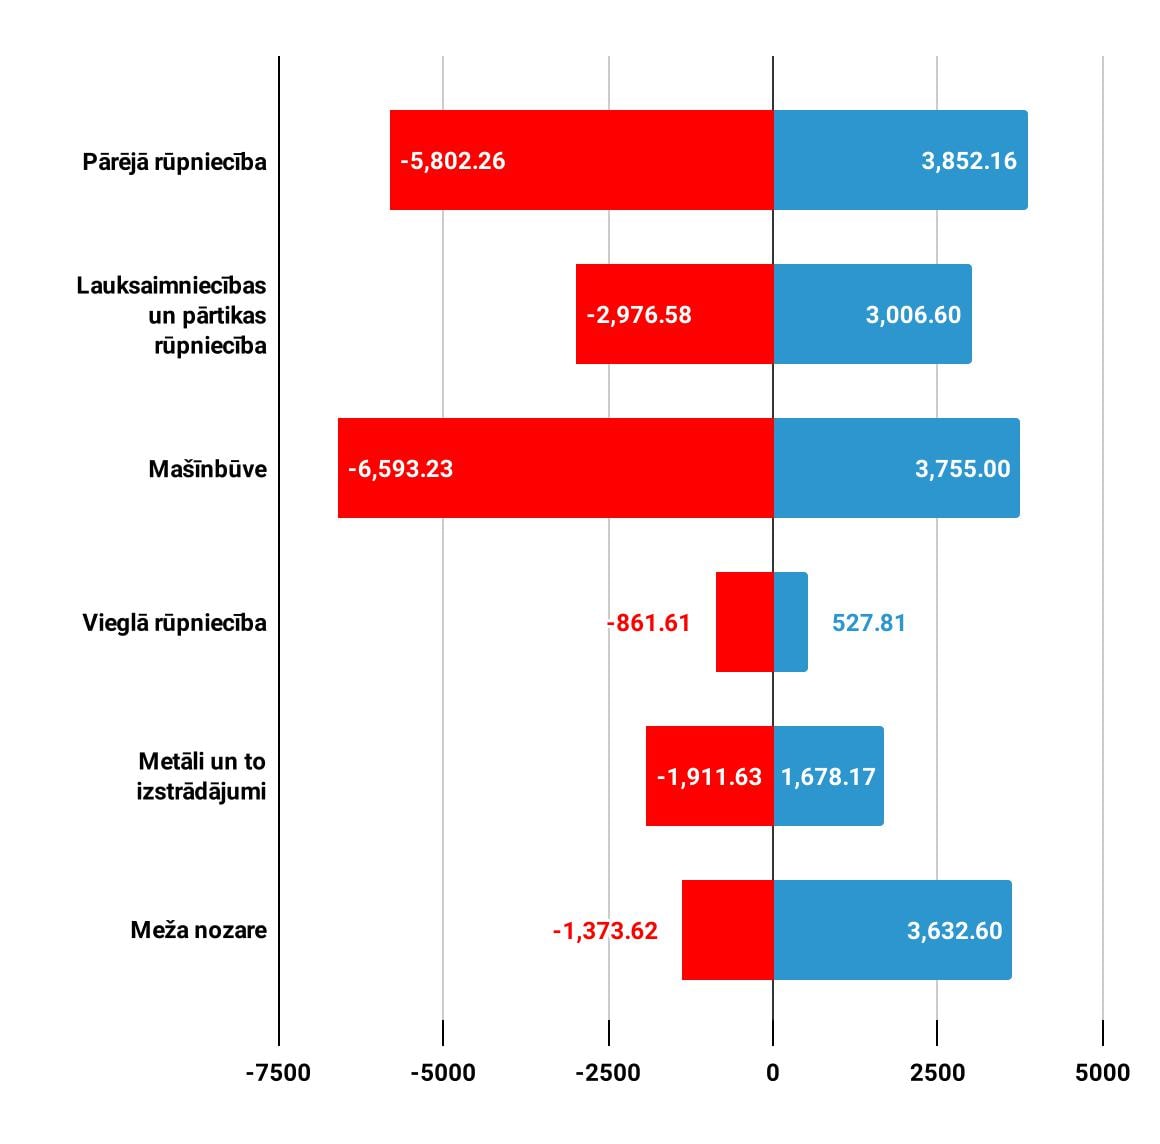 Pārējā rūpniecība
-5,802.26
3,852.16
Lauksaimniecības
un pārtikas
rūpniecība
-2,976.58
3,006.60
Mašīnbūve
-6,593.23
3,755.00
Vieglā rūpniecība
-861.61
527.81
Metāli un to
izstrādājumi
-1,911.63
1,678.17
Meža nozare
-1,373.62
3,632.60
-7500
-5000
-2500
0
2500
5000